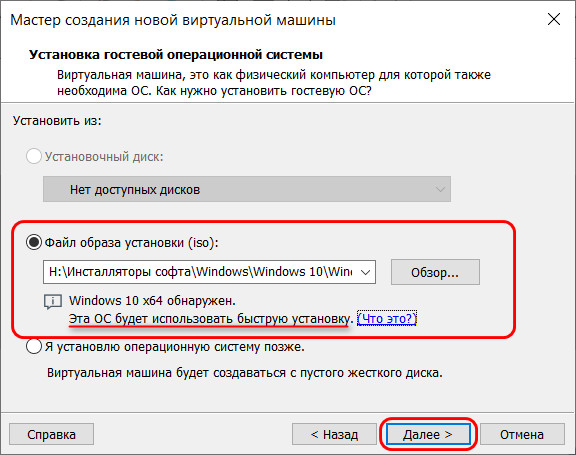 Мастер создания новой виртуальной машины
Установка гостевой операционной системы
Виртуальная машина, это как физический компьютер для которой также
необходима ОС. Как нужно установить гостевую ОС?
Установить из:
Установочный диск:
Нет доступных дисков
Файл образа установки (iso):
H:\Инсталляторы софта\Windows\Windows 10\Wind
Обзор...
Windows 10 x64 обнаружен.
Эта ОС будет использовать быструю установку. (Что это?)
Я установлю операционную систему позже.
Виртуальная машина будет создаваться с пустого жесткого диска.
Справка
< Назад
Далее >
Отмена